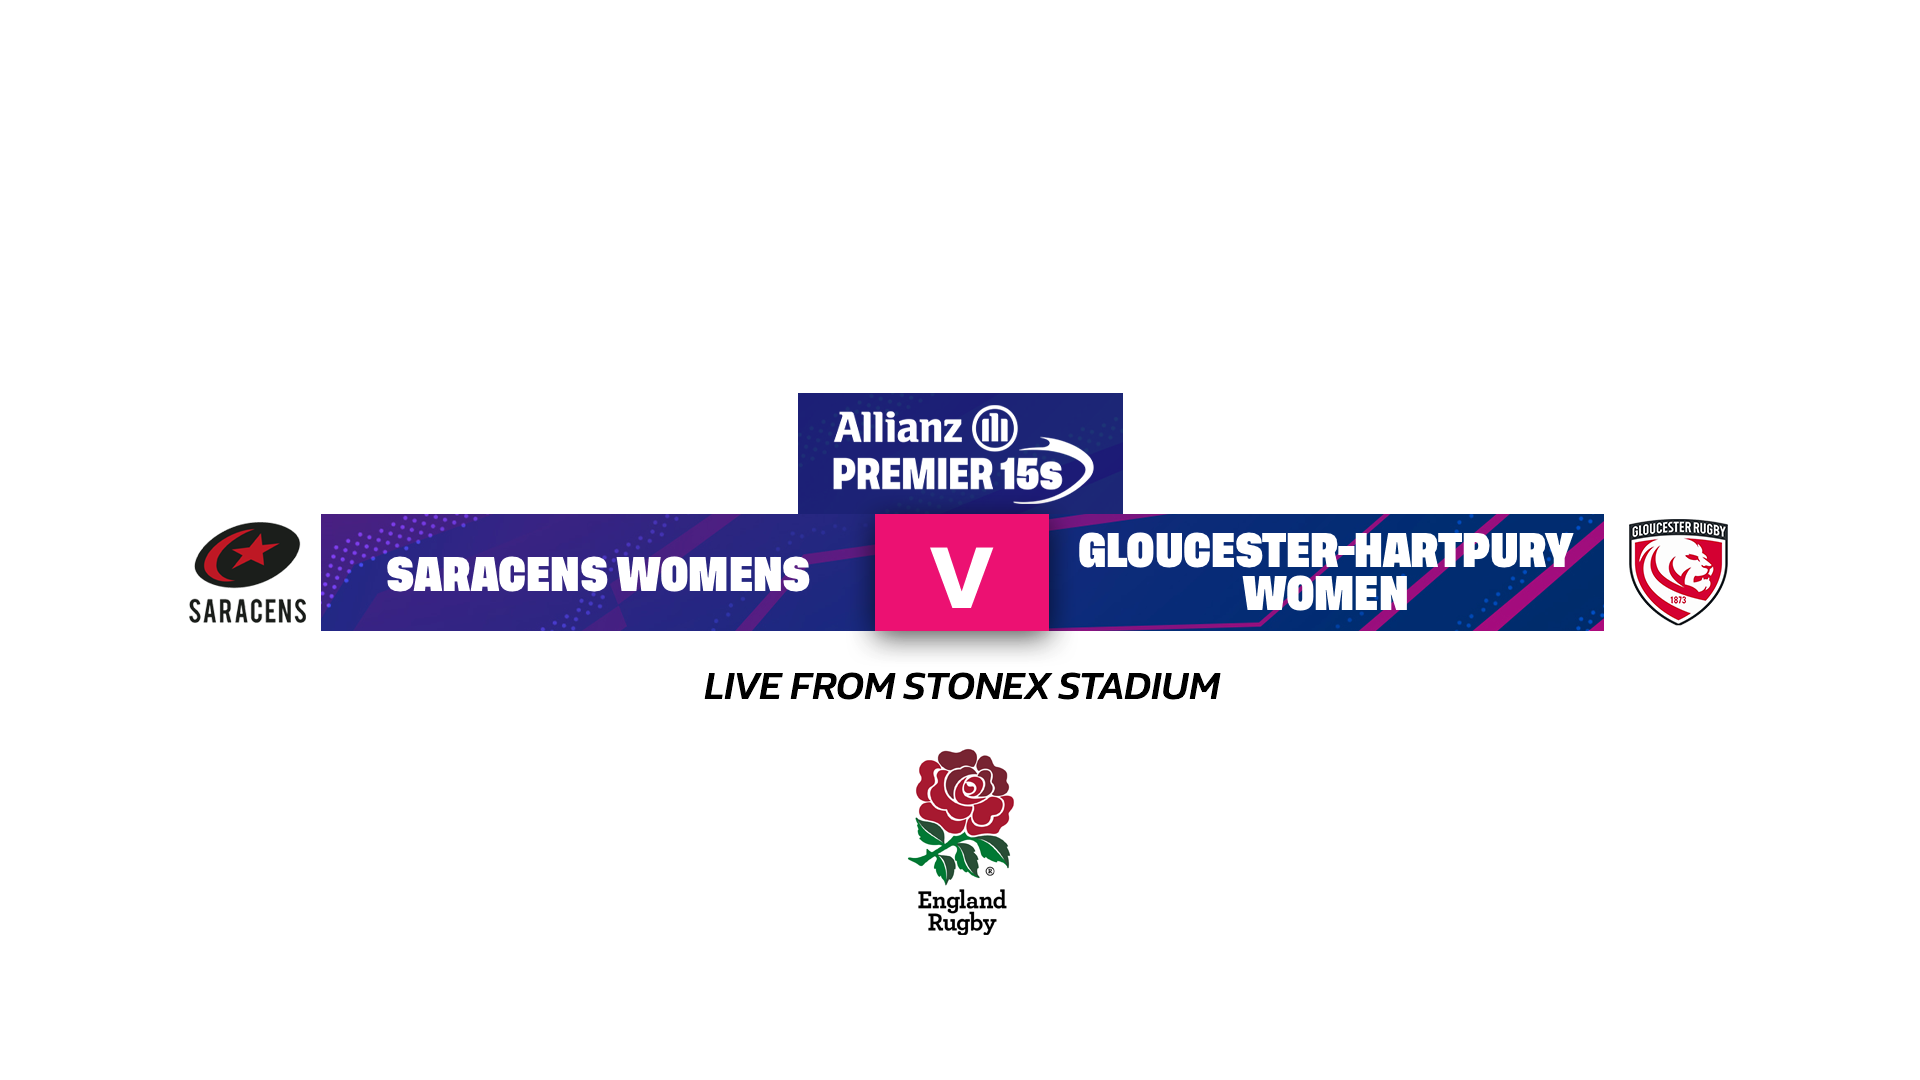 Allianz
PREMIER 15s
SARACENS WOMENS
V
GLOUCESTER-HARTPURY
WOMEN
SARACENS
GLOUCESTER RUGBY
1873
LIVE FROM STONEX STADIUM
®
England
Rugby